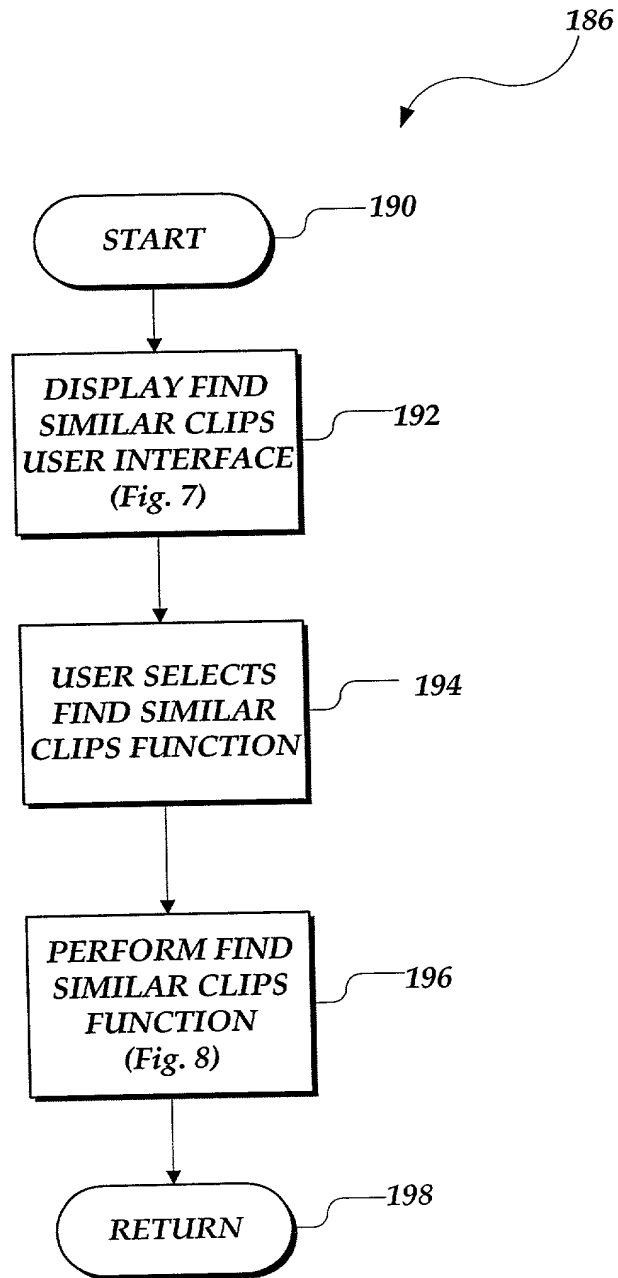 186
START
190
DISPLAY FIND
SIMILAR CLIPS
USER INTERFACE
(Fig. 7)
192
USER SELECTS
FIND SIMILAR
CLIPS FUNCTION
194
PERFORM FIND
SIMILAR CLIPS
FUNCTION
(Fig. 8)
196
RETURN
198